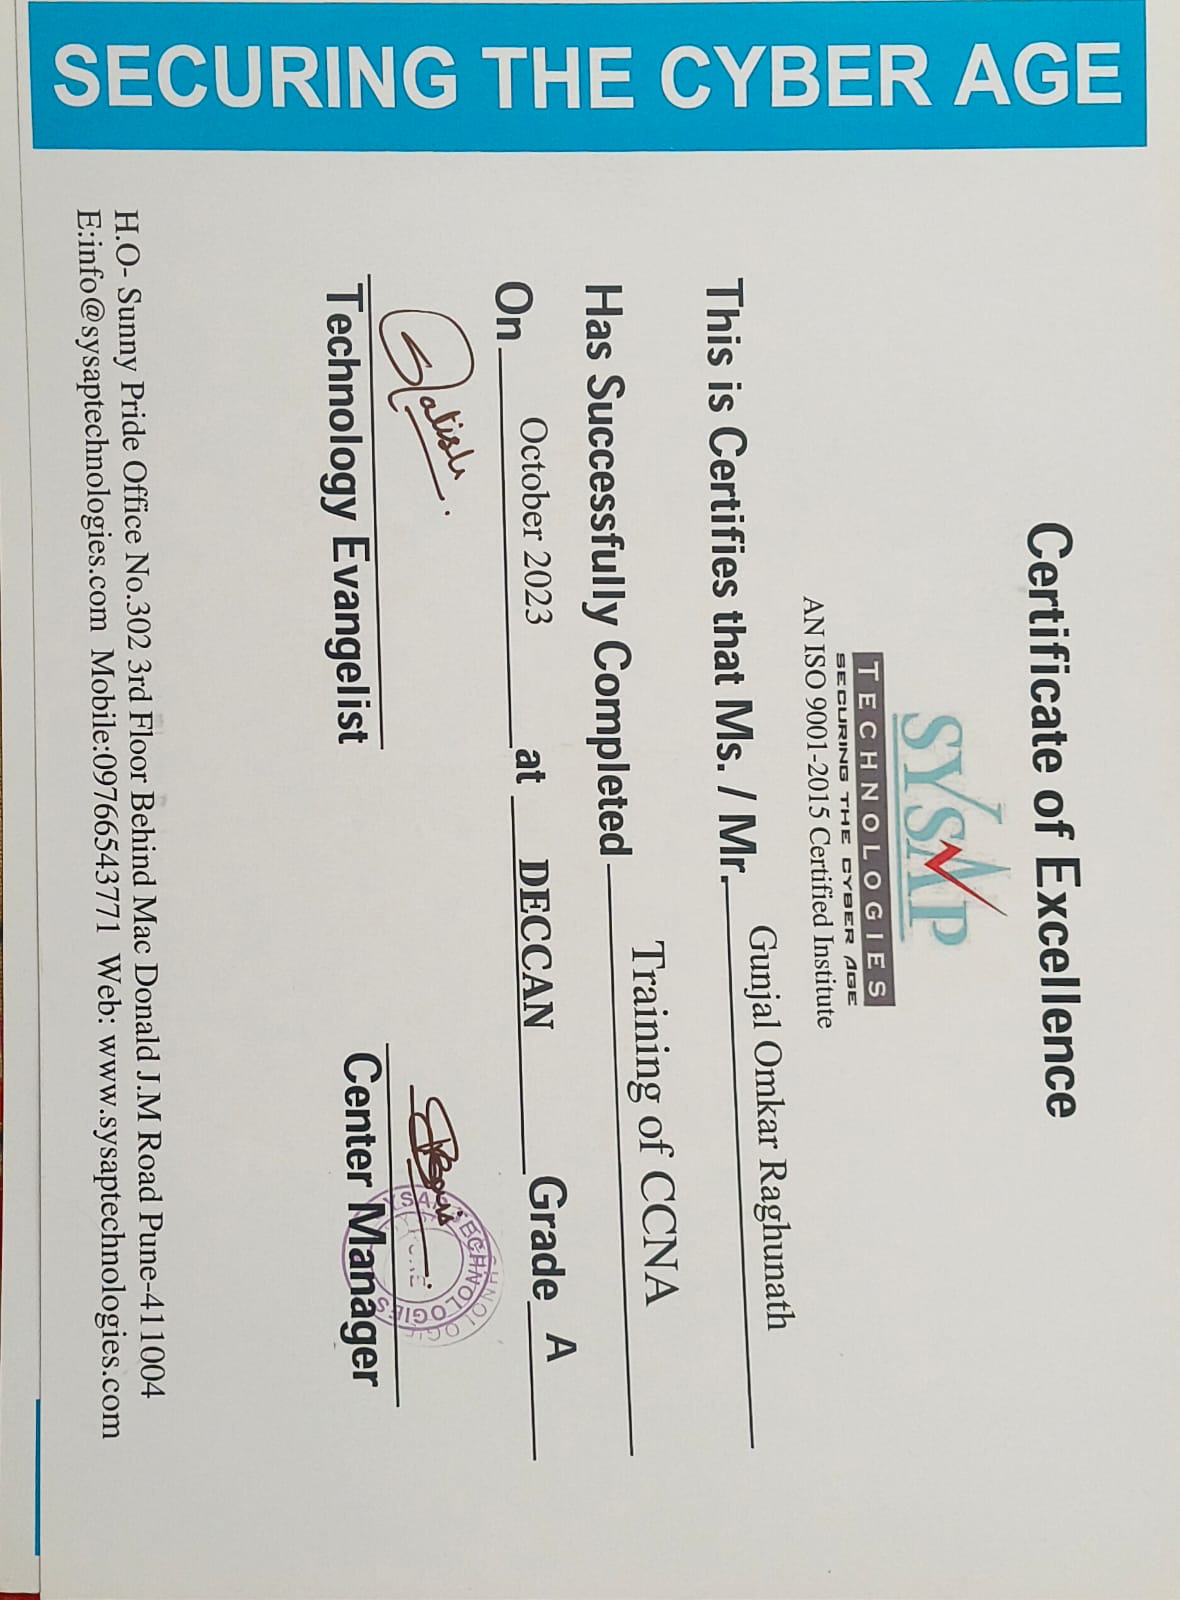 SECURING THE CYBER AGE
Certificate of Excellence
SYSAP
TECHNOLOGIES
SECURING THE CYBER AGE
AN ISO 9001-2015 Certified Institute
This is Certifies that Ms. / Mr. Gunjal Omkar Raghunath
Has Successfully Completed Training of CCNA
On October 2023 at DECCAN Grade A
Satish
Technology Evangelist
TECHNOLOGIES
Center Manager
H.O- Sunny Pride Office No.302 3rd Floor Behind Mac Donald J.M Road Pune-411004
E:info@sysaptechnologies.com Mobile:09766543771 Web: www.sysaptechnologies.com